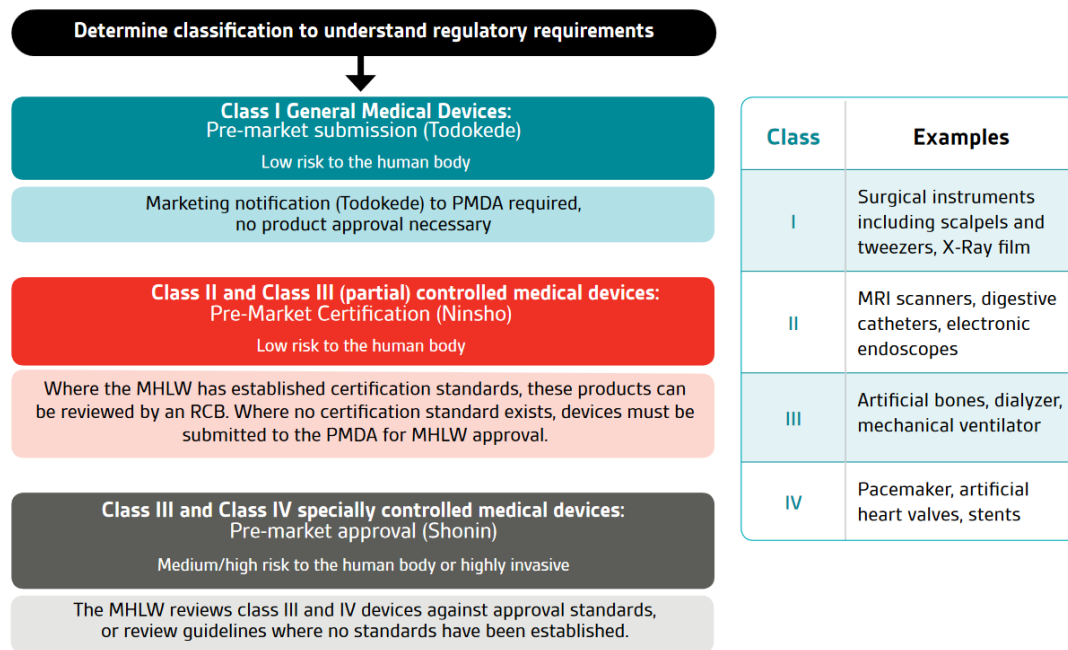 Determine classification to understand regulatory requirements
Class I General Medical Devices:
Pre-market submission (Todokede)
Low risk to the human body
Marketing notification (Todokede) to PMDA required,
no product approval necessary
Class II and Class III (partial) controlled medical devices:
Pre-Market Certification (Ninsho)
Low risk to the human body
Where the MHLW has established certification standards, these products can
be reviewed by an RCB. Where no certification standard exists, devices must be
submitted to the PMDA for MHLW approval.
Class III and Class IV specially controlled medical devices:
Pre-market approval (Shonin)
Medium/high risk to the human body or highly invasive
The MHLW reviews class III and IV devices against approval standards,
or review guidelines where no standards have been established.
Class Examples
I
Surgical instruments
including scalpels and
tweezers, X-Ray film
II
MRI scanners, digestive
catheters, electronic
endoscopes
III
Artificial bones, dialyzer,
mechanical ventilator
IV
Pacemaker, artificial
heart valves, stents